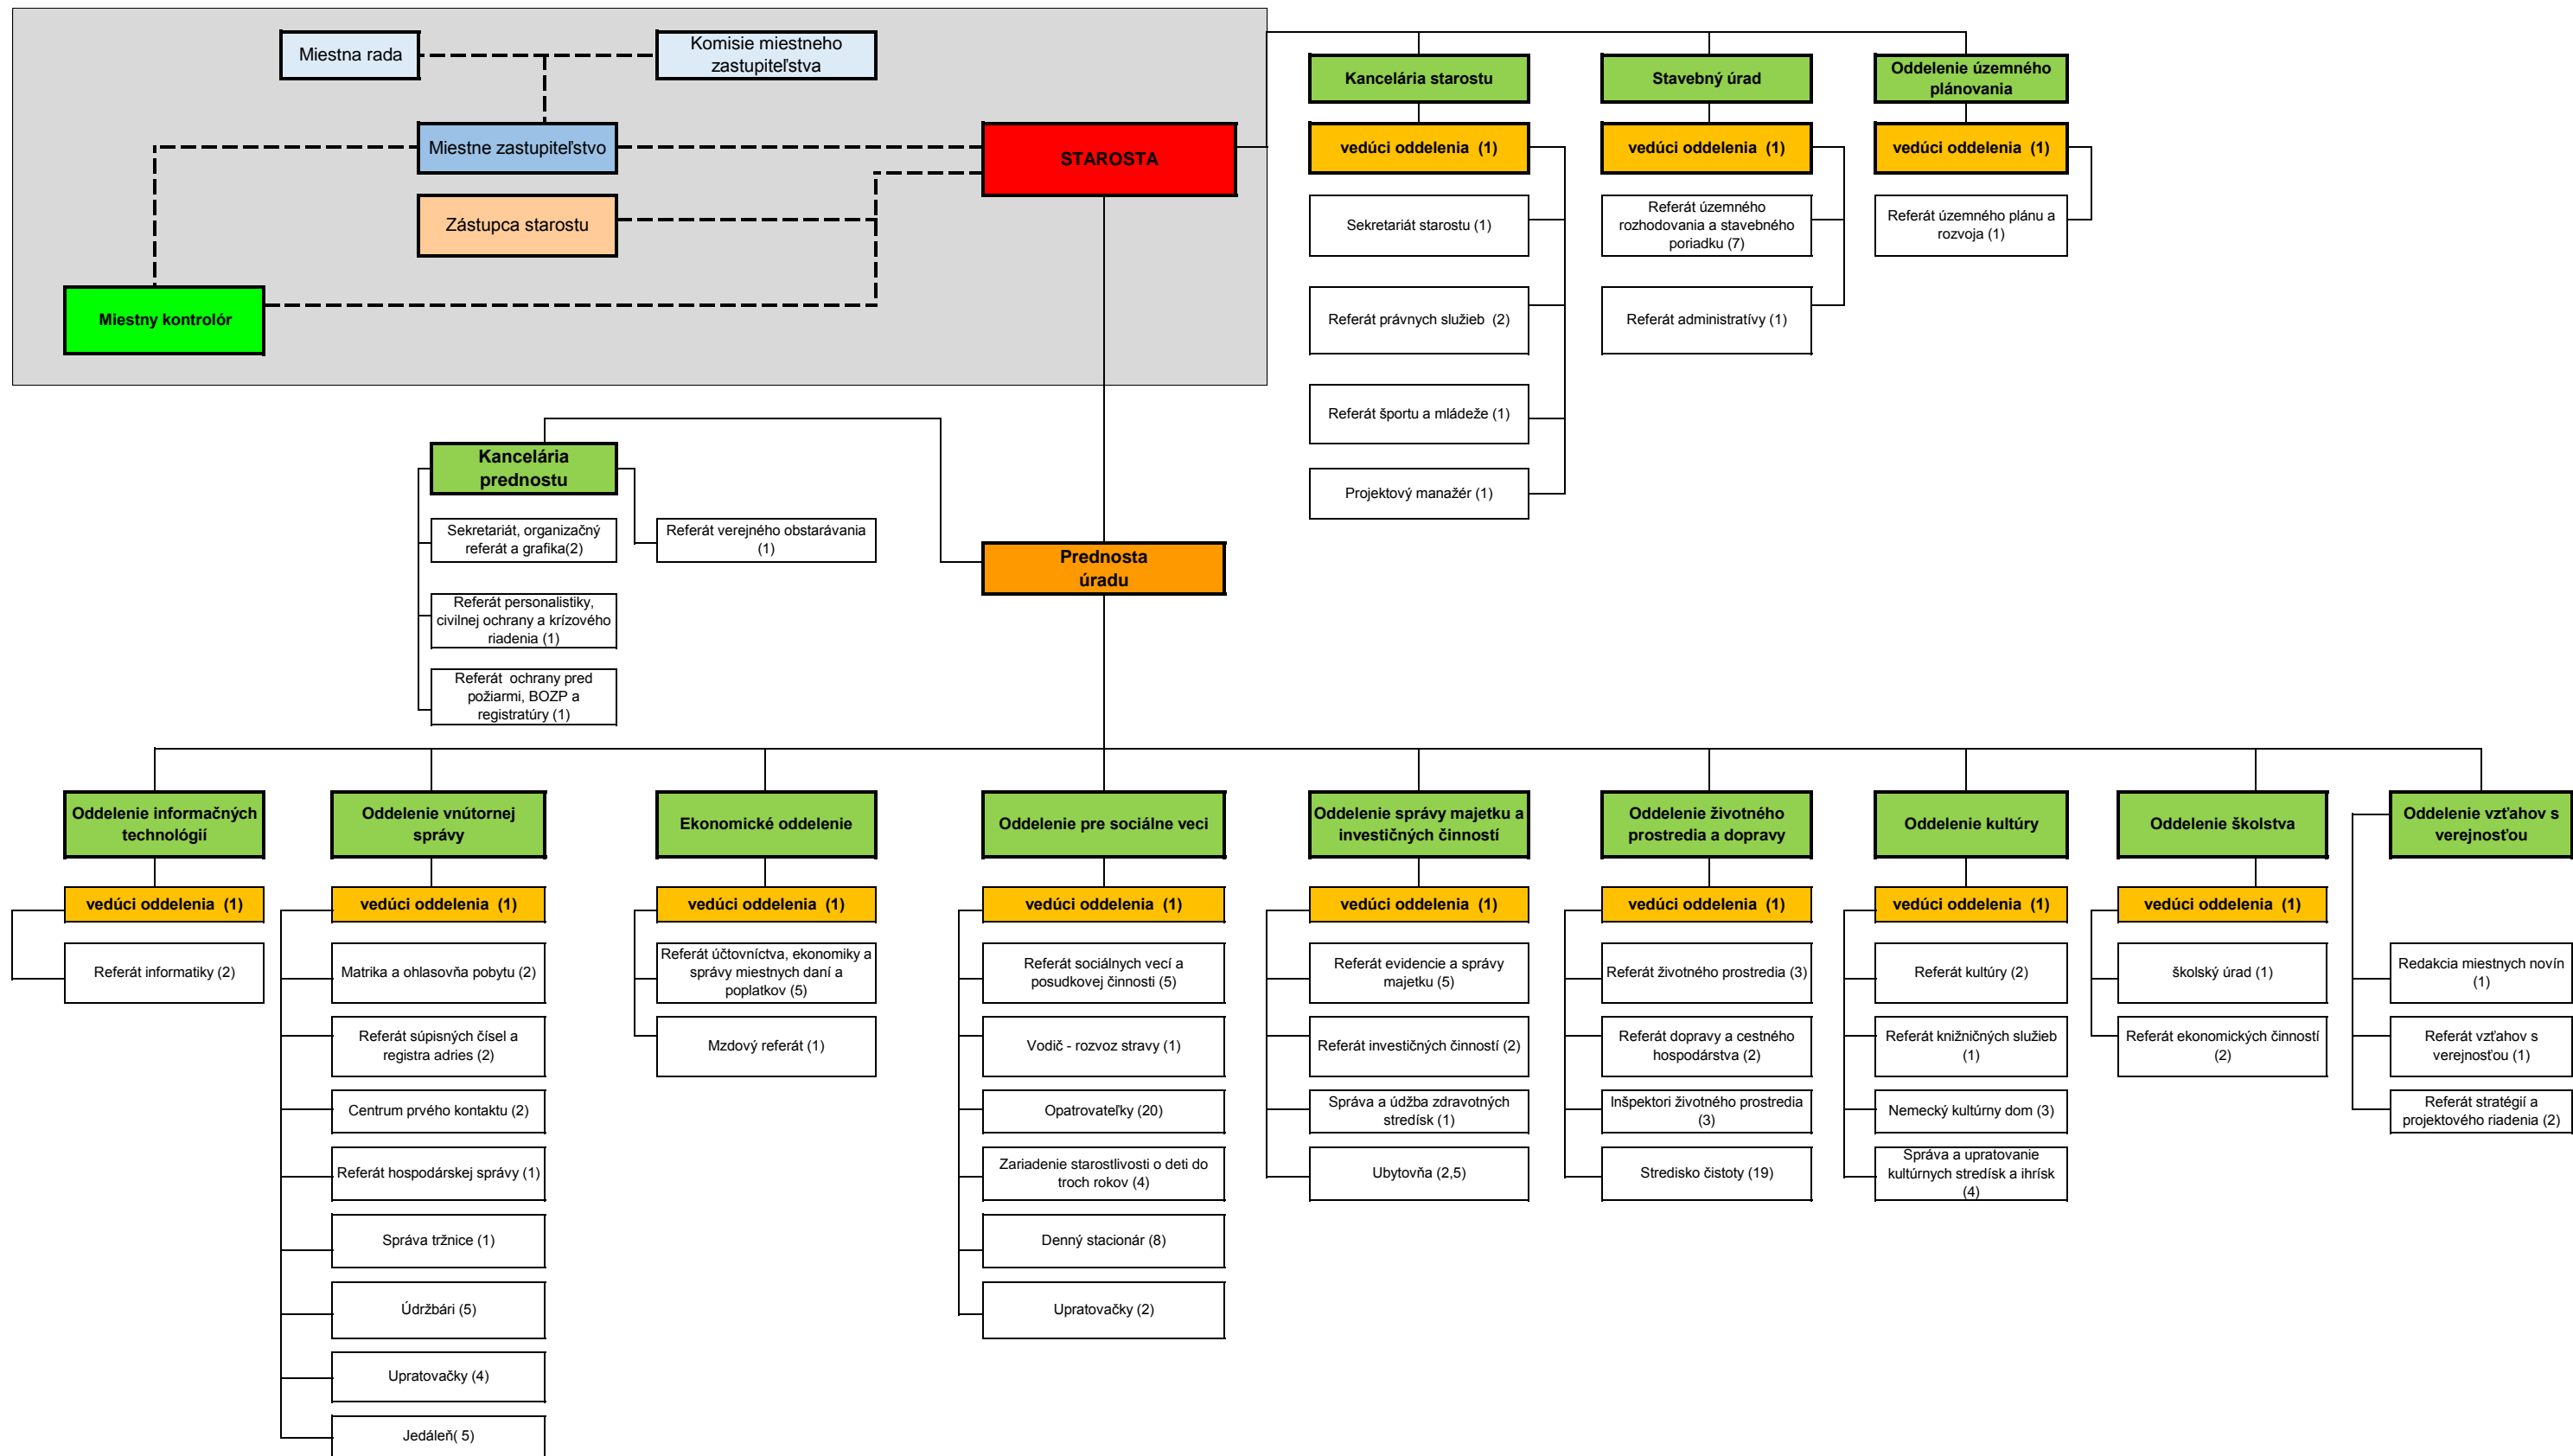 Miestna rada
Komisie miestneho
zastupiteľstva
Miestne zastupiteľstvo
STAROSTA
Zástupca starostu
Miestny kontrolór
Kancelária starostu
vedúci oddelenia  (1)
Sekretariát starostu (1)
Referát právnych služieb  (2)
Referát športu a mládeže (1)
Projektový manažér (1)
Stavebný úrad
vedúci oddelenia  (1)
Referát územného
rozhodovania a stavebného
poriadku (7)
Referát administratívy (1)
Oddelenie územného
plánovania
vedúci oddelenia  (1)
Referát územného plánu a
rozvoja (1)
Kancelária
prednostu
Sekretariát, organizačný
referát a grafika(2)
Referát verejného obstarávania
(1)
Referát personalistiky,
civilnej ochrany a krízového
riadenia (1)
Referát  ochrany pred
požiarmi, BOZP a
registratúry (1)
Prednosta
úradu
Oddelenie informačných
technológií
vedúci oddelenia  (1)
Referát informatiky (2)
Oddelenie vnútornej
správy
vedúci oddelenia  (1)
Matrika a ohlasovňa pobytu (2)
Referát súpisných čísel a
registra adries (2)
Centrum prvého kontaktu (2)
Referát hospodárskej správy (1)
Správa tržnice (1)
Údržbári (5)
Upratovačky (4)
Jedáleň( 5)
Ekonomické oddelenie
vedúci oddelenia  (1)
Referát účtovníctva, ekonomiky a
správy miestnych daní a
poplatkov (5)
Mzdový referát (1)
Oddelenie pre sociálne veci
vedúci oddelenia  (1)
Referát sociálnych vecí a
posudkovej činnosti (5)
Vodič - rozvoz stravy (1)
Opatrovateľky (20)
Zariadenie starostlivosti o deti do
troch rokov (4)
Denný stacionár (8)
Upratovačky (2)
Oddelenie správy majetku a
investičných činností
vedúci oddelenia  (1)
Referát evidencie a správy
majetku (5)
Referát investičných činností (2)
Správa a údžba zdravotných
stredísk (1)
Ubytovňa (2,5)
Oddelenie životného
prostredia a dopravy
vedúci oddelenia  (1)
Referát životného prostredia (3)
Referát dopravy a cestného
hospodárstva (2)
Inšpektori životného prostredia
(3)
Stredisko čistoty (19)
Oddelenie kultúry
vedúci oddelenia  (1)
Referát kultúry (2)
Referát knižničných služieb
(1)
Nemecký kultúrny dom (3)
Správa a upratovanie
kultúrnych stredísk a ihrísk
(4)
Oddelenie školstva
vedúci oddelenia  (1)
školský úrad (1)
Referát ekonomických činností
(2)
Oddelenie vzťahov s
verejnosťou
Redakcia miestnych novín
(1)
Referát vzťahov s
verejnosťou (1)
Referát stratégií a
projektového riadenia (2)